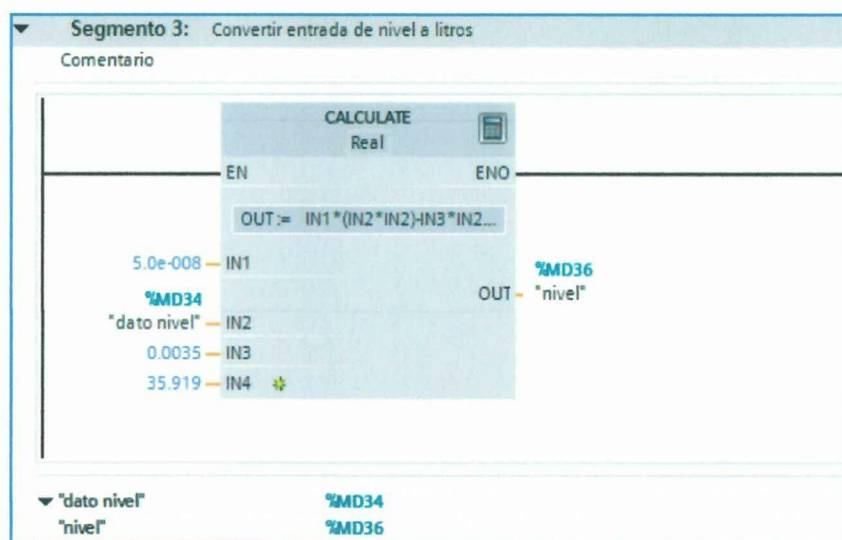 Segmento 3: Convertir entrada de nivel a litros
Comentario
CALCULATE
Real
EN ENO
OUT := IN1*(IN2*IN2)-IN3*IN2...
5.0e-008 IN1
%MD34
"dato nivel" IN2
0.0035 IN3
35.919 IN4
%MD36
OUT "nivel"
"dato nivel" %MD34
"nivel" %MD36